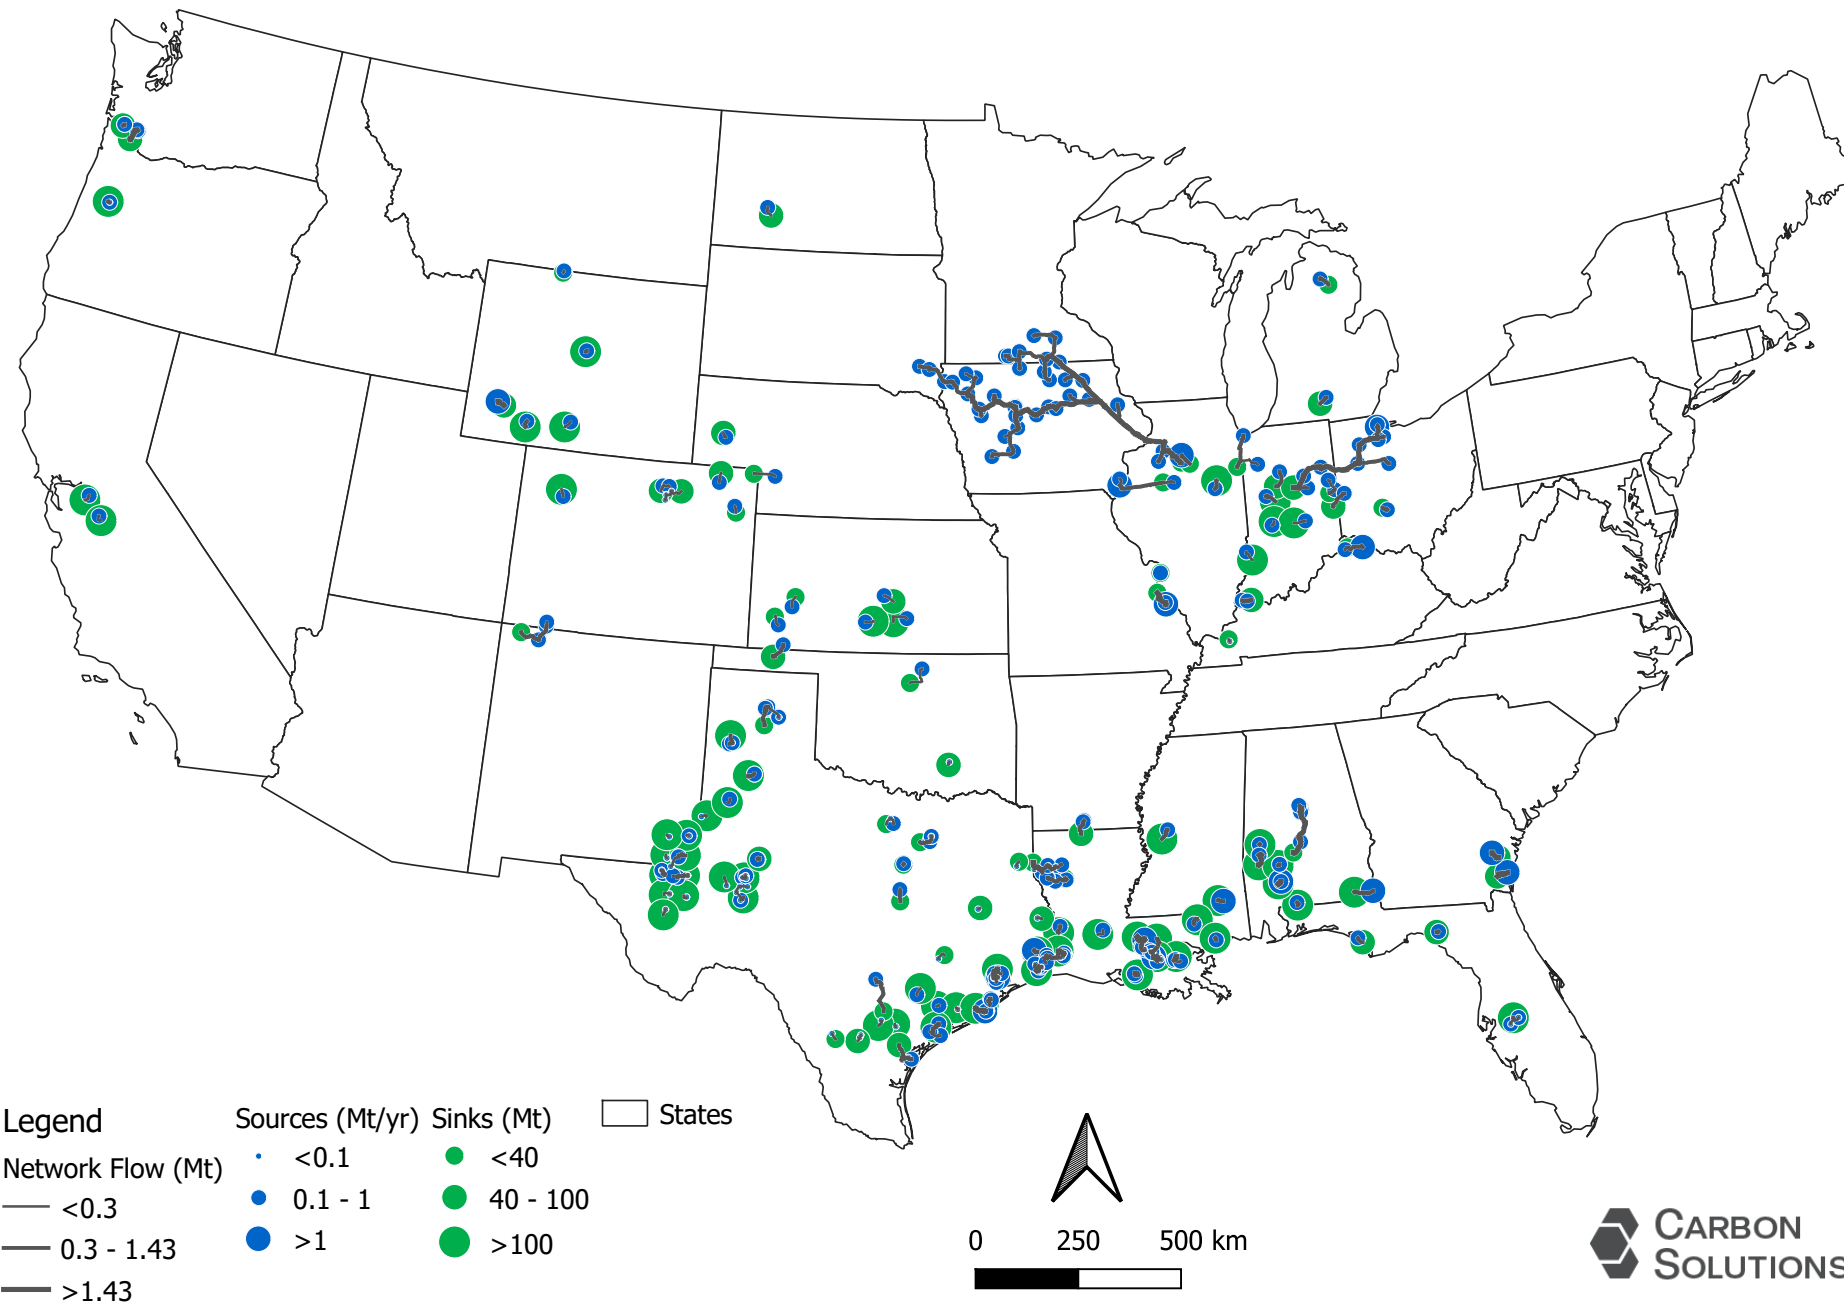 Legend
Network Flow (Mt)
<0.3
0.3 - 1.43
>1.43
Sources (Mt/yr)
<0.1
0.1 - 1
>1
Sinks (Mt)
<40
40 - 100
>100
States
0 250 500 km
CARBON
SOLUTIONS